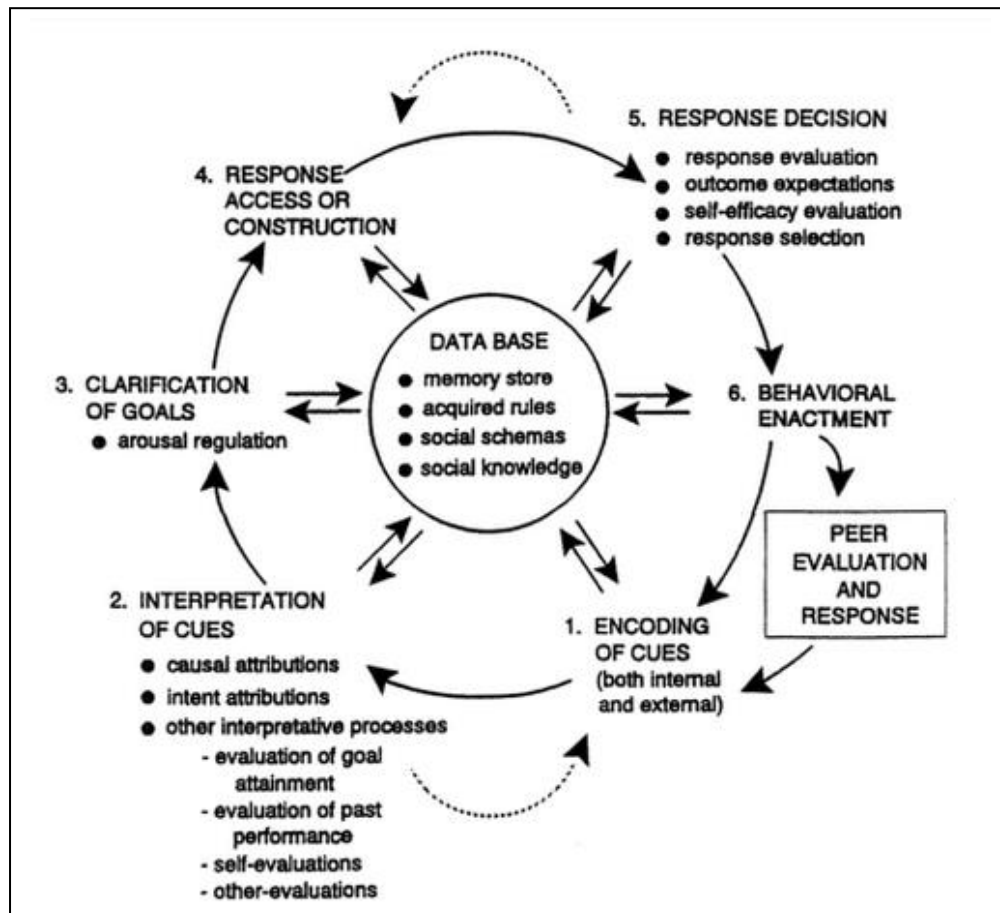 5. RESPONSE DECISION
● response evaluation
● outcome expectations
● self-efficacy evaluation
● response selection
4. RESPONSE
ACCESS OR
CONSTRUCTION
DATA BASE
● memory store
● acquired rules
● social schemas
● social knowledge
3. CLARIFICATION
OF GOALS
● arousal regulation
6. BEHAVIORAL
ENACTMENT
PEER
EVALUATION
AND
RESPONSE
2. INTERPRETATION
OF CUES
● causal attributions
● intent attributions
● other interpretative processes
- evaluation of goal
attainment
- evaluation of past
performance
- self-evaluations
- other-evaluations
1. ENCODING
OF CUES
(both internal
and external)